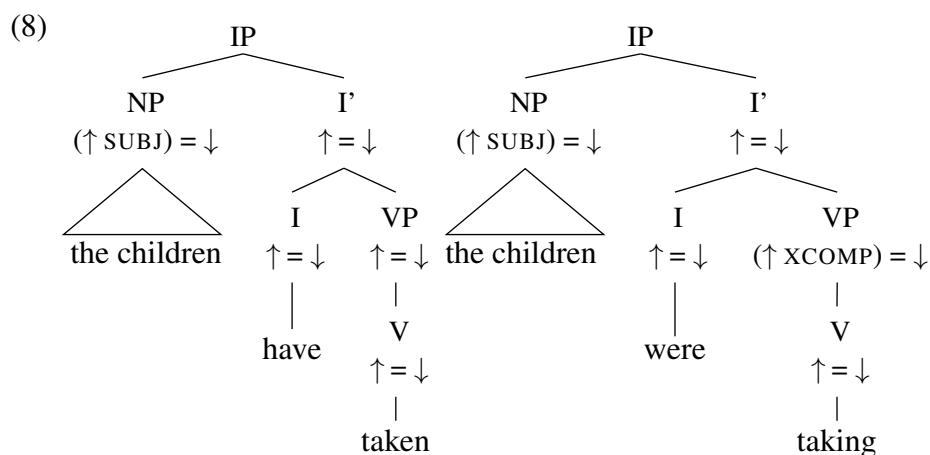 (8)
IP IP
NP I’ NP I’
(↑ SUBJ) = ↓ ↑ = ↓ (↑ SUBJ) = ↓ ↑ = ↓
I VP I VP
the children ↑ = ↓ ↑ = ↓ the children ↑ = ↓ (↑ XCOMP) = ↓
V V
have ↑ = ↓ were ↑ = ↓
taken taking